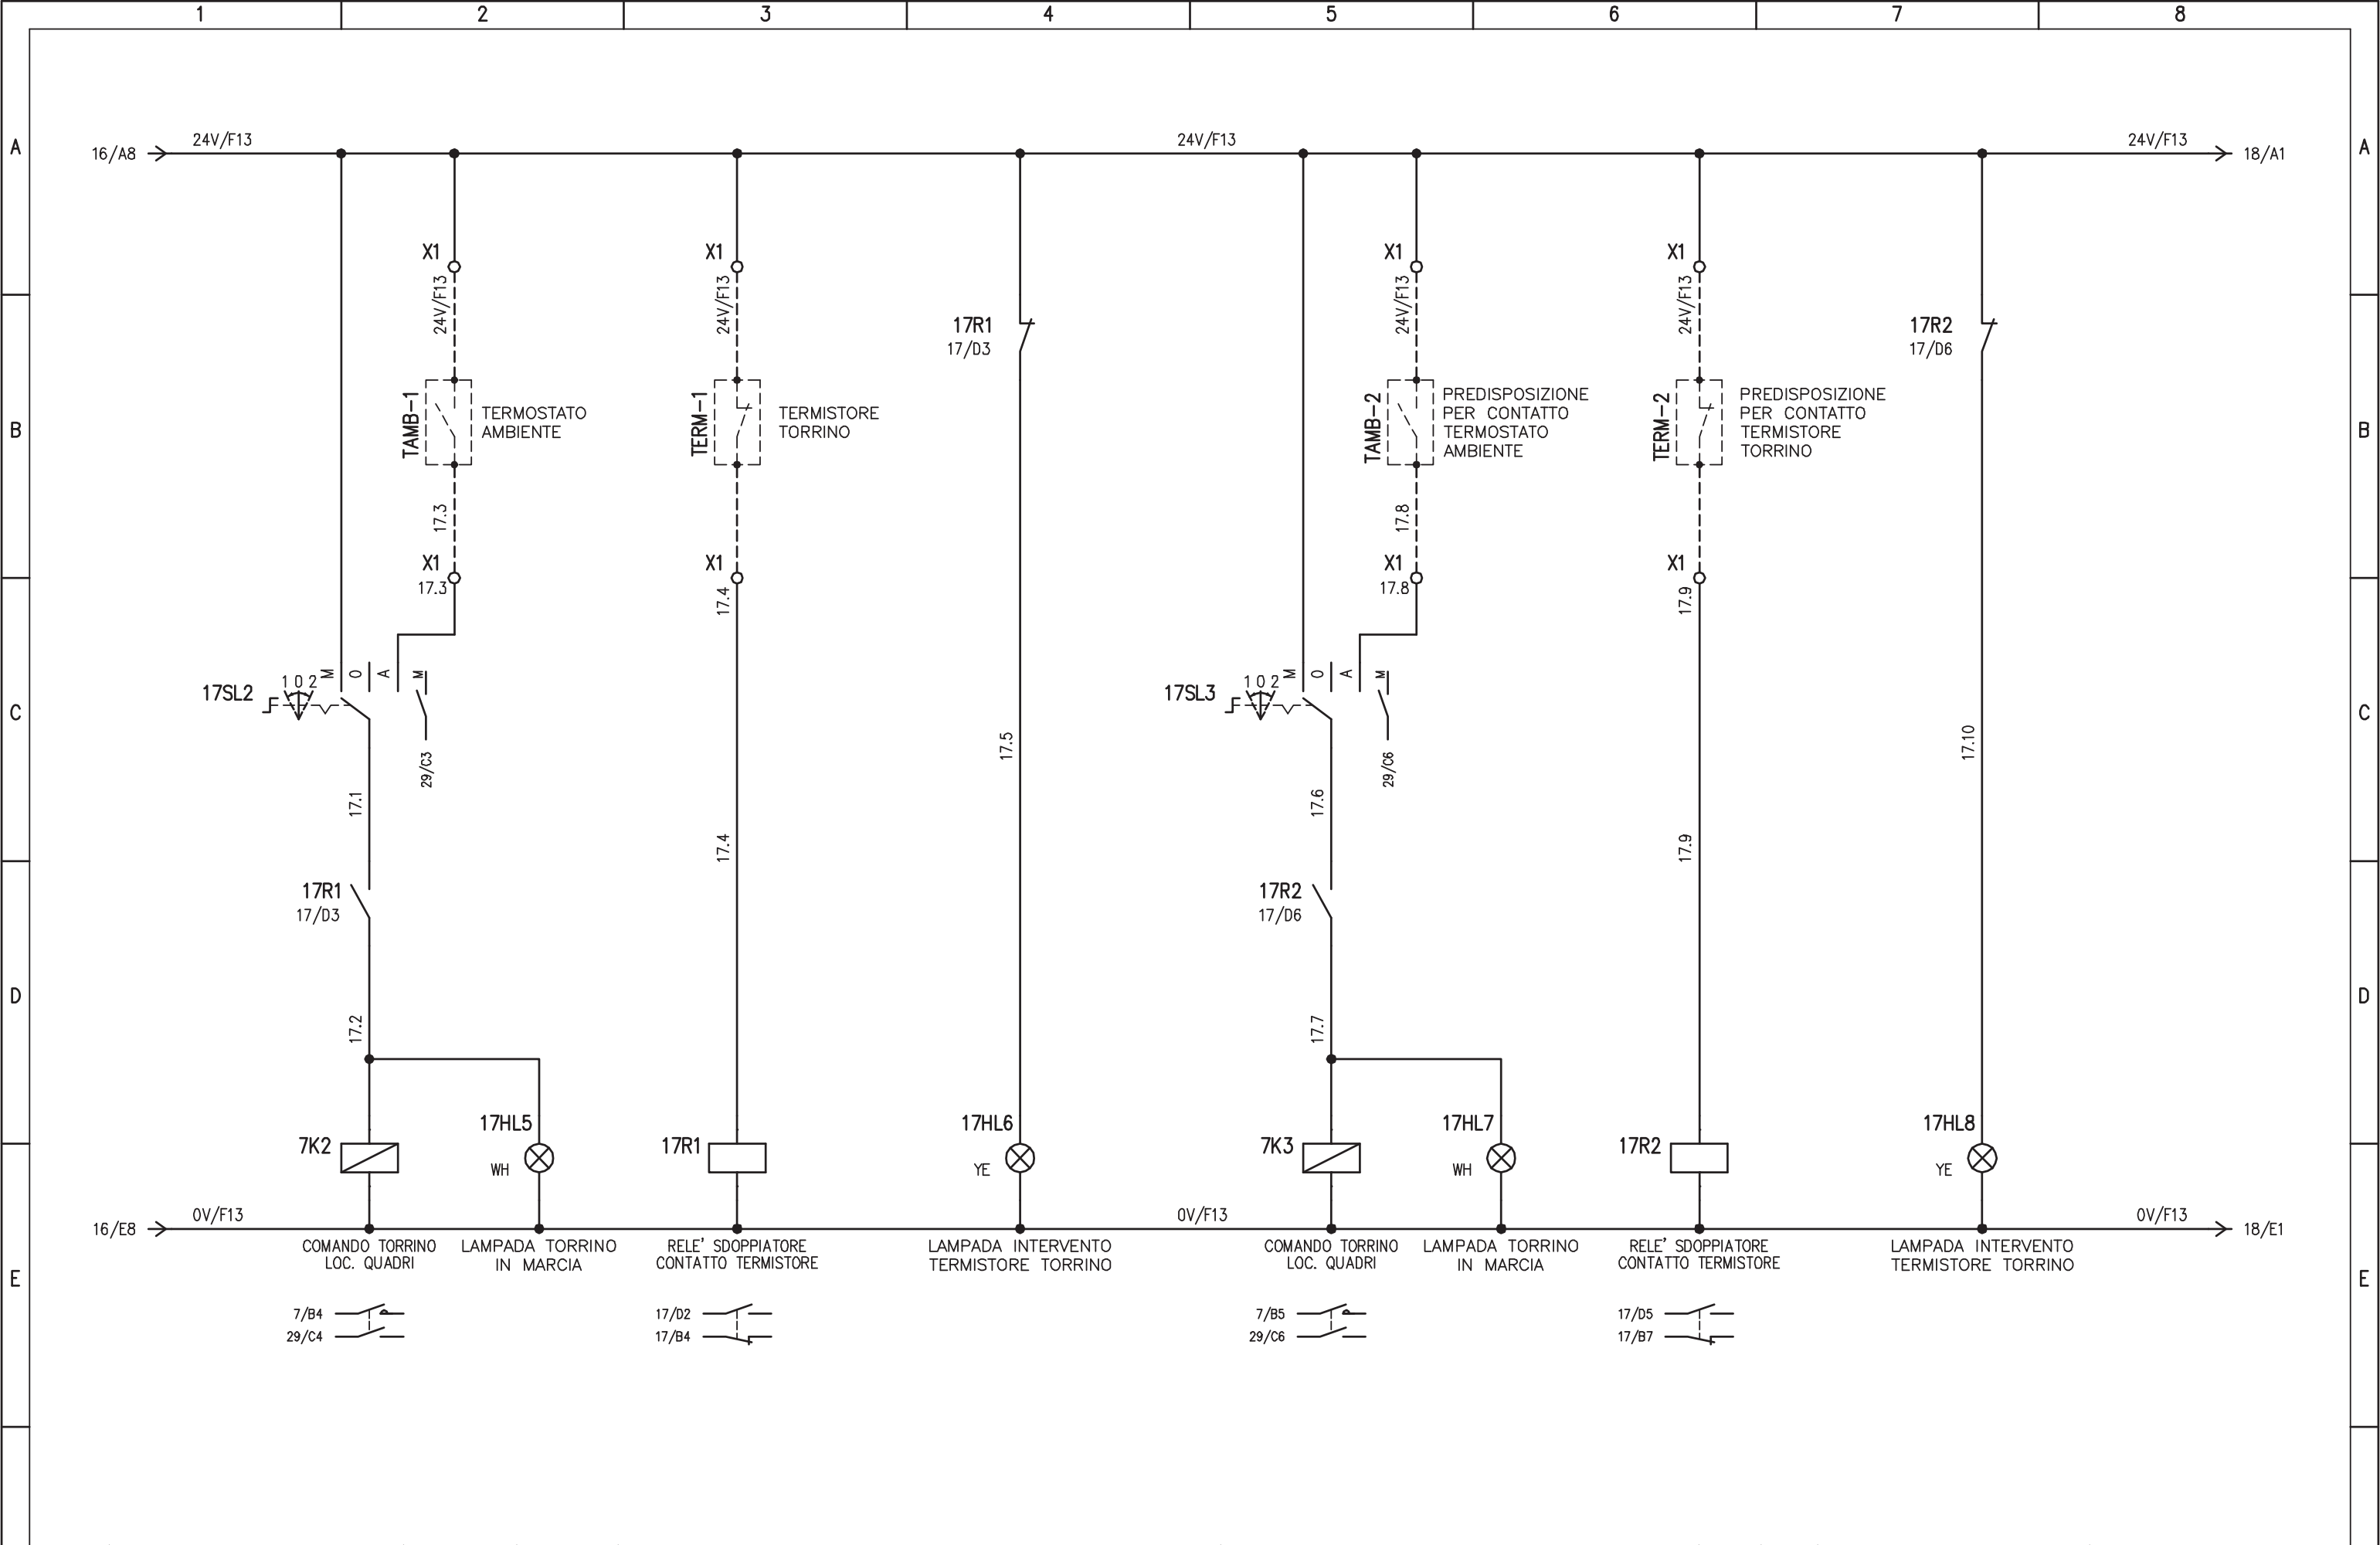 1 2 3 4 5 6 7 8
A A
16/A8 24V/F13 24V/F13 24V/F13 18/A1
X1 X1 X1 X1
24V/F13 24V/F13 24V/F13 24V/F13
17R1
17/D3
17R2
17/D6
B B
TAMB-1
TERMOSTATO
AMBIENTE
TERM-1
TERMISTORE
TORRINO
TAMB-2
PREDISPOSIZIONE
PER CONTATTO
TERMOSTATO
AMBIENTE
TERM-2
PREDISPOSIZIONE
PER CONTATTO
TERMISTORE
TORRINO
17.3 17.8
X1 X1 X1 X1
17.3 17.4 17.8 17.9
C C
17SL2 1 0 2 M O A M
29/C3
17SL3 1 0 2 M O A M
29/C6
17.5 17.10
17.1 17.6
17.4 17.9
17R1
17/D3
17R2
17/D6
D D
17.2 17.7
7K2
17HL5
WH
17R1
17HL6
YE
7K3
17HL7
WH
17R2
17HL8
YE
16/E8 0V/F13 0V/F13 0V/F13 18/E1
COMANDO TORRINO
LOC. QUADRI
LAMPADA TORRINO
IN MARCIA
RELE' SDOPPIATORE
CONTATTO TERMISTORE
LAMPADA INTERVENTO
TERMISTORE TORRINO
COMANDO TORRINO
LOC. QUADRI
LAMPADA TORRINO
IN MARCIA
RELE' SDOPPIATORE
CONTATTO TERMISTORE
LAMPADA INTERVENTO
TERMISTORE TORRINO
E E
7/B4
29/C4
17/D2
17/B4
7/B5
29/C6
17/D5
17/B7